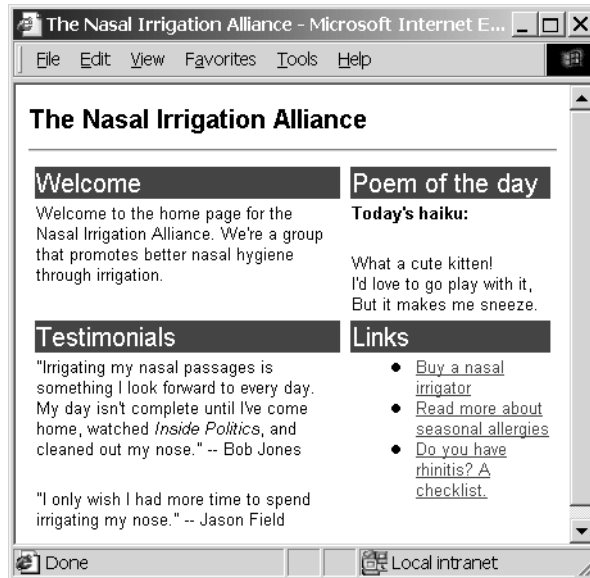 The Nasal Irrigation Alliance - Microsoft Internet E...
File Edit View Favorites Tools Help
The Nasal Irrigation Alliance
Welcome
Welcome to the home page for the
Nasal Irrigation Alliance. We're a group
that promotes better nasal hygiene
through irrigation.
Poem of the day
Today's haiku:
What a cute kitten!
I'd love to go play with it,
But it makes me sneeze.
Testimonials
"Irrigating my nasal passages is
something I look forward to every day.
My day isn't complete until I've come
home, watched Inside Politics, and
cleaned out my nose." -- Bob Jones
"I only wish I had more time to spend
irrigating my nose." -- Jason Field
Links
Buy a nasal
irrigator
Read more about
seasonal allergies
Do you have
rhinitis? A
checklist.
Done
Local intranet